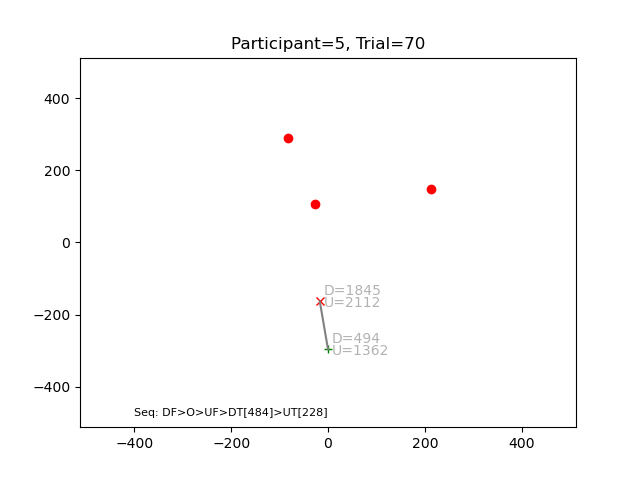 Participant=5, Trial=70
400
200
0
−200
−400
D=1845
U=2112
D=494
U=1362
Seq: DF>O>UF>DT[484]>UT[228]
−400
−200
0
200
400